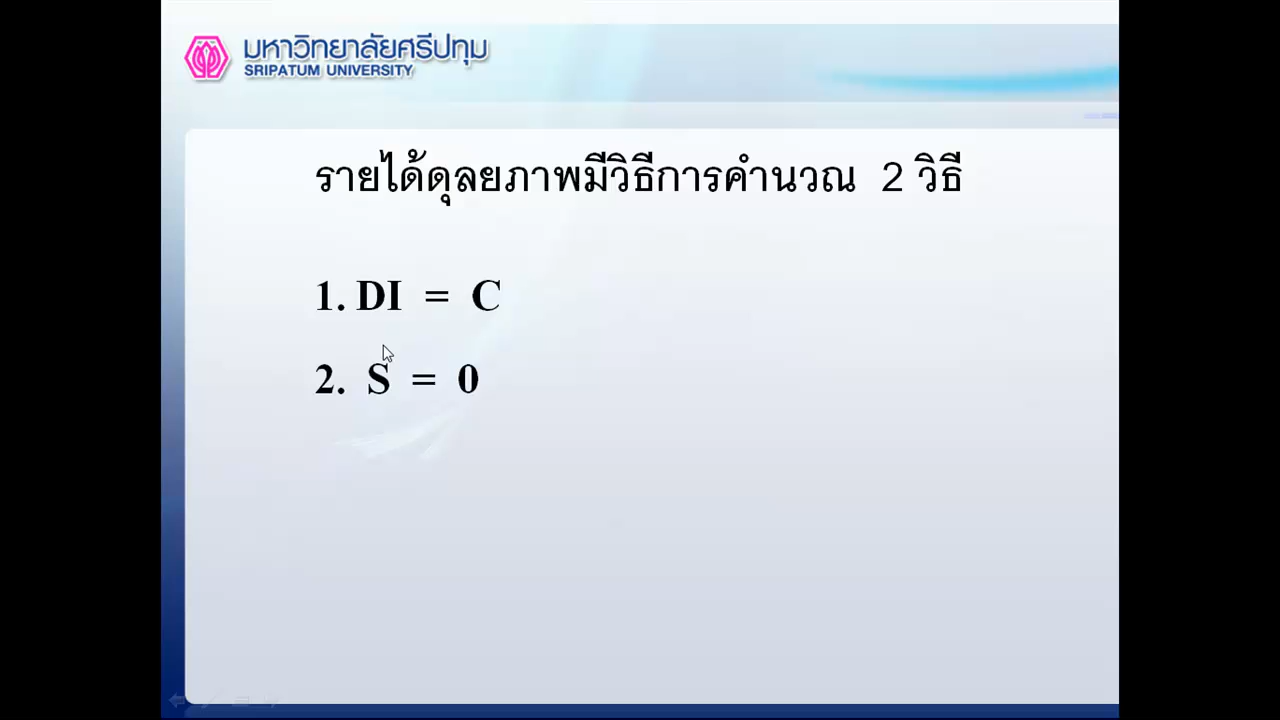 มหาวิทยาลัยศรีปทุม
SRIPATUM UNIVERSITY
รายได้ดุลยภาพมีวิธีการคำนวณ 2 วิธี
1. DI = C
2. S = 0